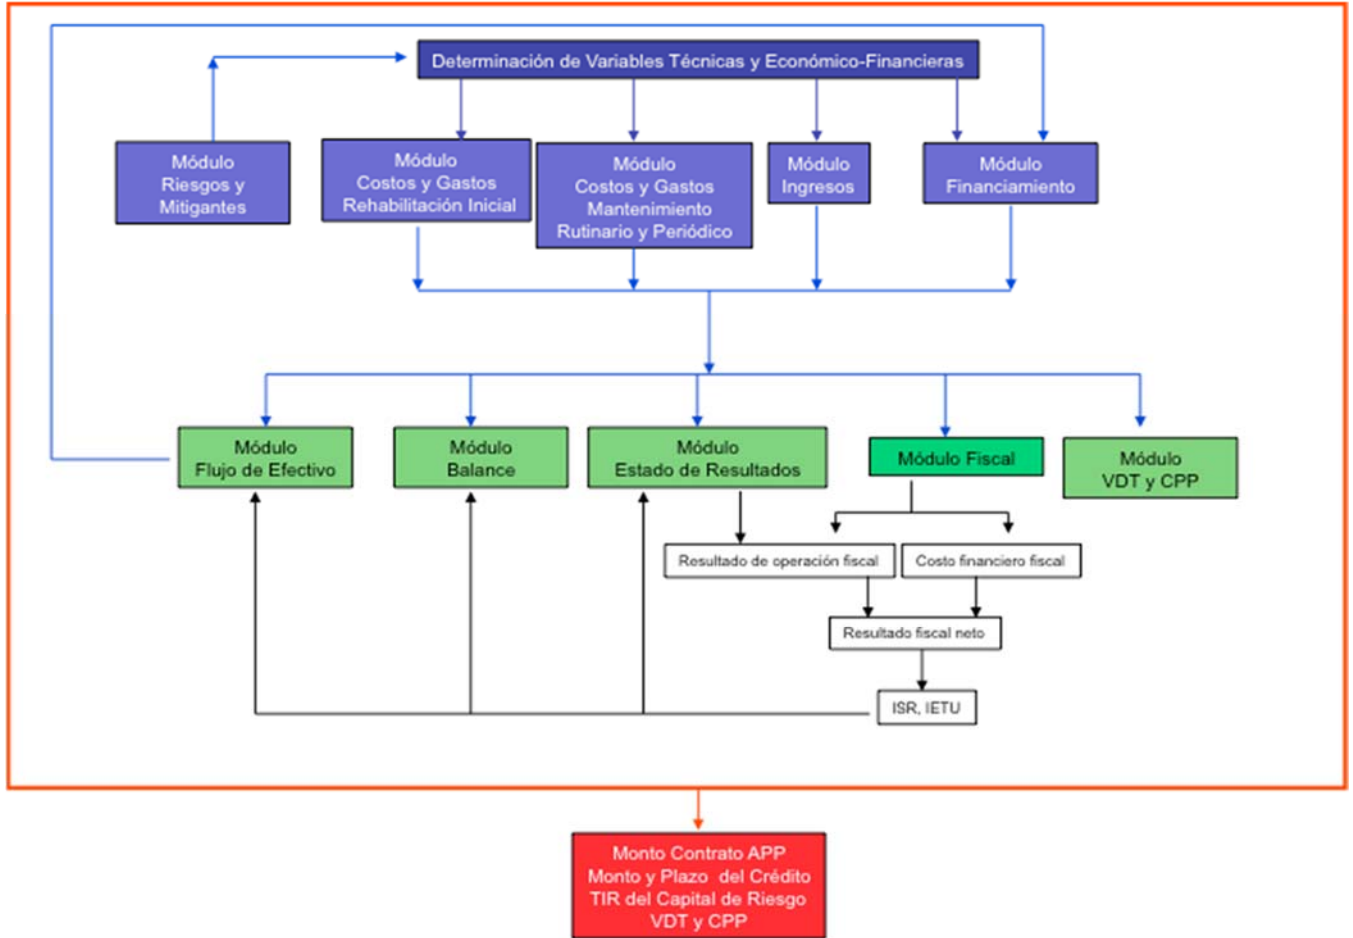 Determinación de Variables Técnicas y Económico-Financieras
Módulo
Riesgos y
Mitigantes
Módulo
Costos y Gastos
Rehabilitación Inicial
Módulo
Costos y Gastos
Mantenimiento
Rutinario y Periódico
Módulo
Ingresos
Módulo
Financiamiento
Módulo
Flujo de Efectivo
Módulo
Balance
Módulo
Estado de Resultados
Módulo Fiscal
Módulo
VDT y CPP
Resultado de operación fiscal
Costo financiero fiscal
Resultado fiscal neto
ISR, IETU
Monto Contrato APP
Monto y Plazo del Crédito
TIR del Capital de Riesgo
VDT y CPP